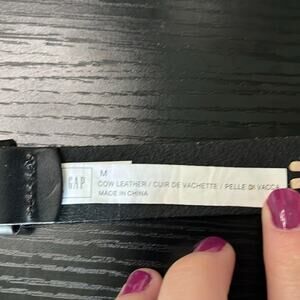 GAP
M
COW LEATHER / CUIR DE VACHETTE / PELLE DI VACCA
MADE IN CHINA